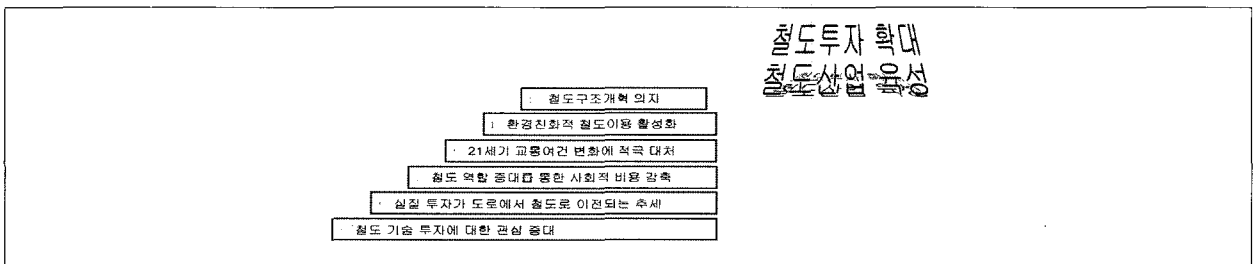 철도투자 확대
철도산업 육성
철도구조개혁 의지
환경친화적 철도이용 활성화
21세기 교통여건 변화에 적극 대처
철도 역할 증대를 통한 사회적 비용 감축
실질 투자가 도로에서 철도로 이전되는 추세
철도 기술 투자에 대한 관심 증대